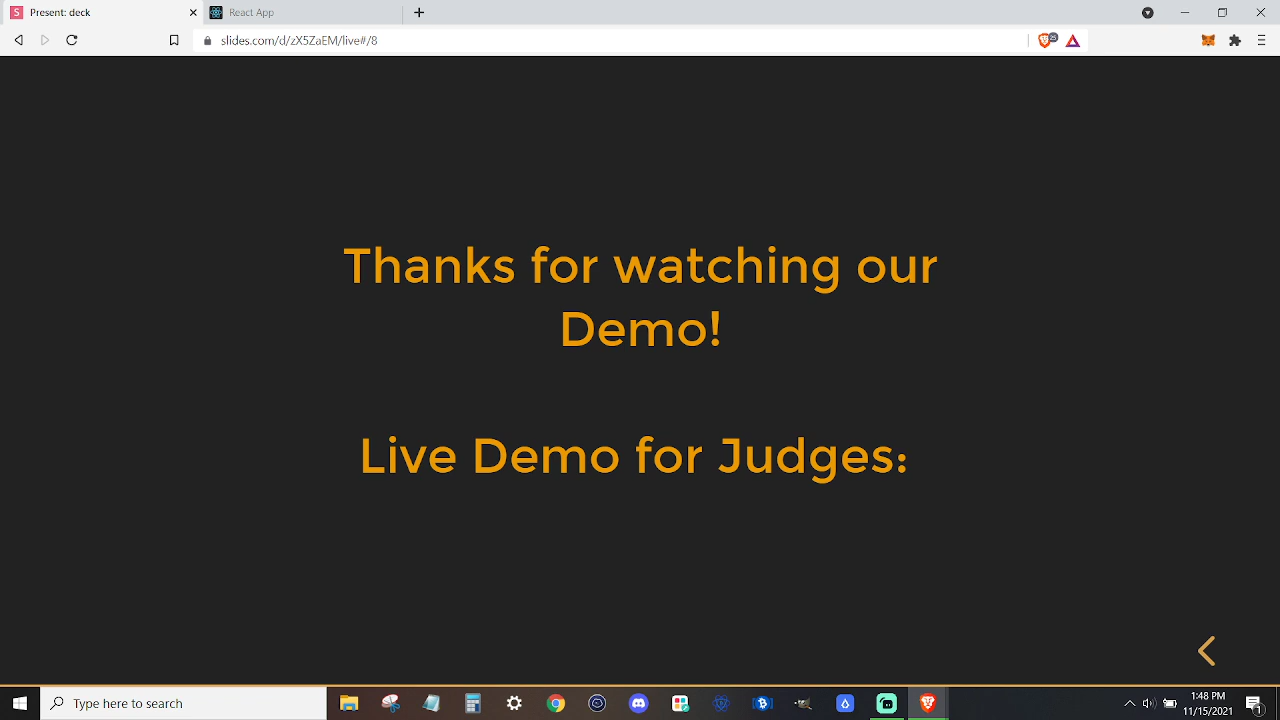 Present: deck
React App
slides.com/d/zX5ZaEM/live#/8
25
Thanks for watching our
Demo!
Live Demo for Judges:
Type here to search
1:48 PM
11/15/2021